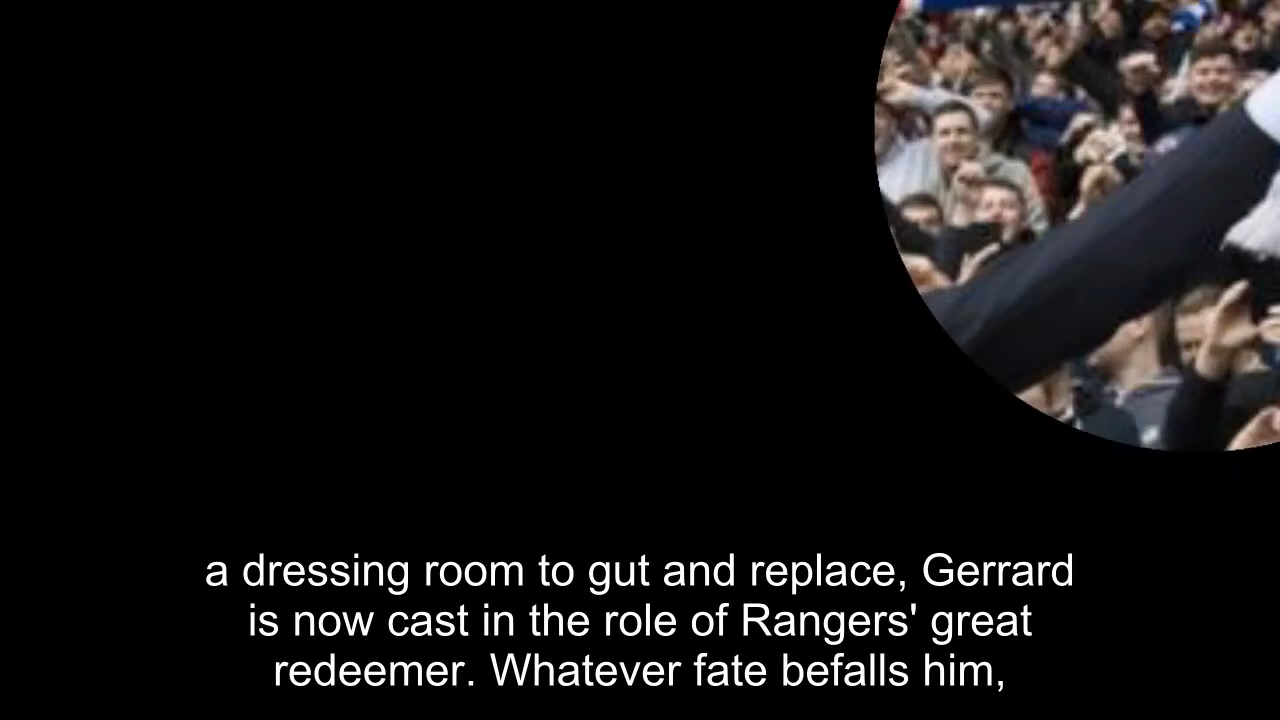 a dressing room to gut and replace, Gerrard
is now cast in the role of Rangers' great
redeemer. Whatever fate befalls him,